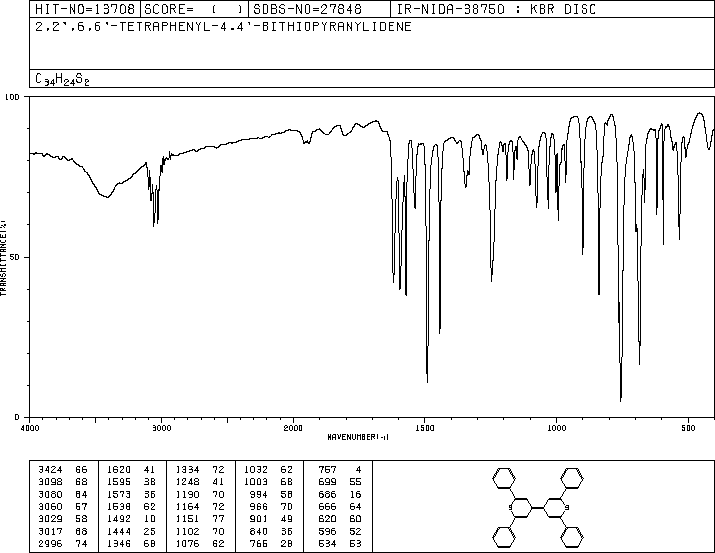 HIT-NO=13708 SCORE= ( ) SDBS-NO=27848 IR-NIDA-38750 : KBR DISC
2,2',6,6'-TETRAPHENYL-4,4'-BITHIOPYRANYLIDENE
C34H24S2
100
50
0
TRANSMITTANCE(%)
4000 3000 2000 1500 1000 500
WAVENUMBER(-1)
3424 66 1620 41 1334 72 1032 62 757 4
3098 68 1595 38 1248 41 1003 68 699 55
3080 64 1573 36 1190 70 994 58 686 16
3060 57 1538 62 1164 72 966 70 666 64
3029 58 1492 10 1151 77 901 49 620 60
3017 66 1444 25 1102 70 840 36 596 52
2996 74 1346 68 1076 62 766 28 534 53
S
S